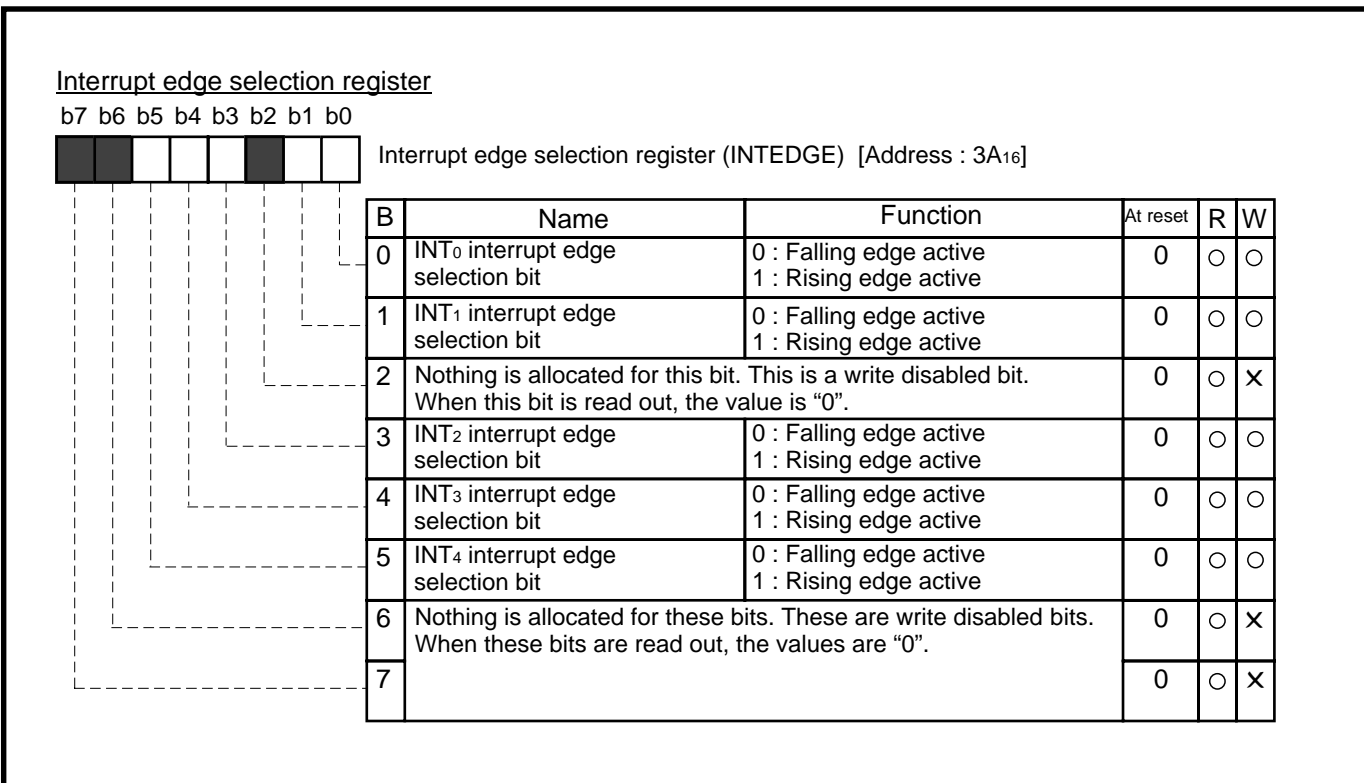 Interrupt edge selection register
b7 b6 b5 b4 b3 b2 b1 b0
Interrupt edge selection register (INTEDGE) [Address : 3A16]
B Name Function At reset R W
0 INT0 interrupt edge selection bit 0 : Falling edge active 1 : Rising edge active 0 ○ ○
1 INT1 interrupt edge selection bit 0 : Falling edge active 1 : Rising edge active 0 ○ ○
2 Nothing is allocated for this bit. This is a write disabled bit. 0 ○ ×
When this bit is read out, the value is “0”.
3 INT2 interrupt edge selection bit 0 : Falling edge active 1 : Rising edge active 0 ○ ○
4 INT3 interrupt edge selection bit 0 : Falling edge active 1 : Rising edge active 0 ○ ○
5 INT4 interrupt edge selection bit 0 : Falling edge active 1 : Rising edge active 0 ○ ○
6 Nothing is allocated for these bits. These are write disabled bits. 0 ○ ×
When these bits are read out, the values are “0”.
7 0 ○ ×